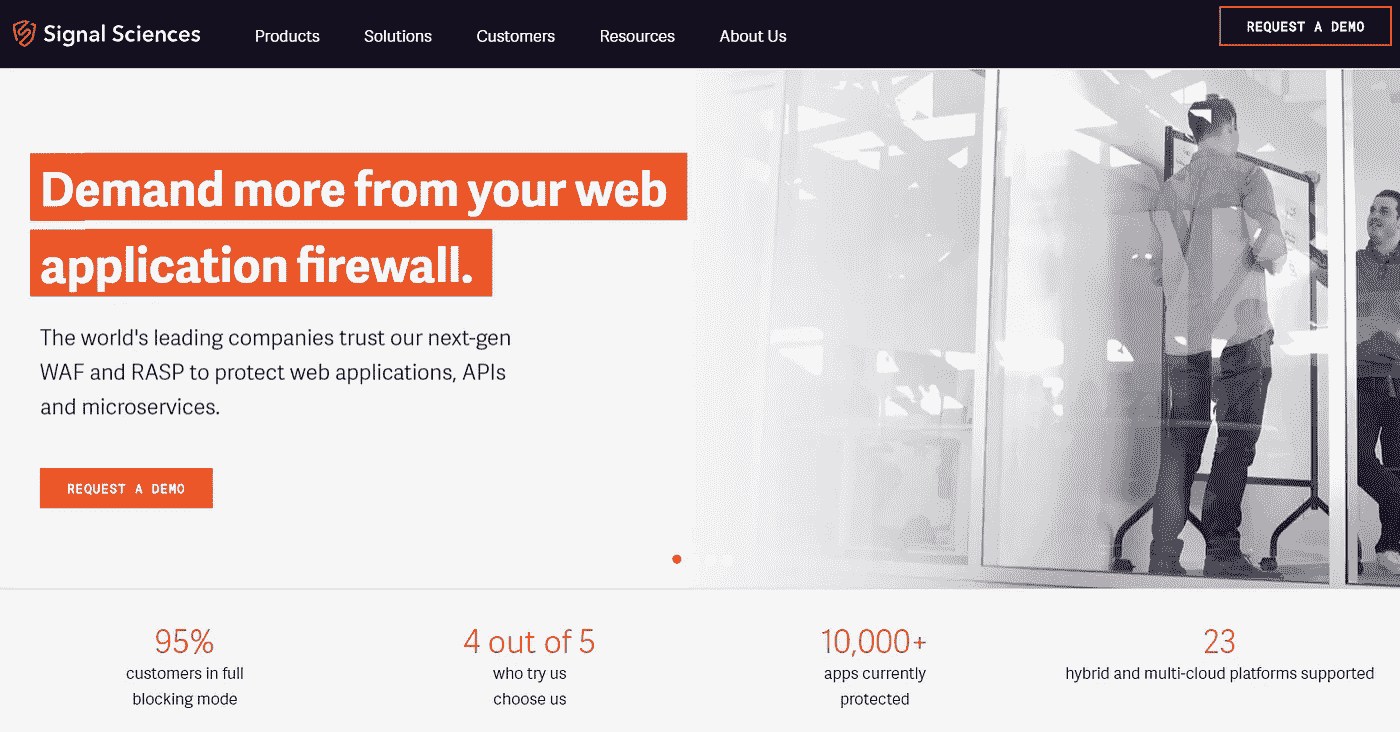 Signal Sciences
Products
Solutions
Customers
Resources
About Us
REQUEST A DEMO
Demand more from your web
application firewall.
The world's leading companies trust our next-gen
WAF and RASP to protect web applications, APIs
and microservices.
REQUEST A DEMO
95%
customers in full
blocking mode
4 out of 5
who try us
choose us
10,000+
apps currently
protected
23
hybrid and multi-cloud platforms supported